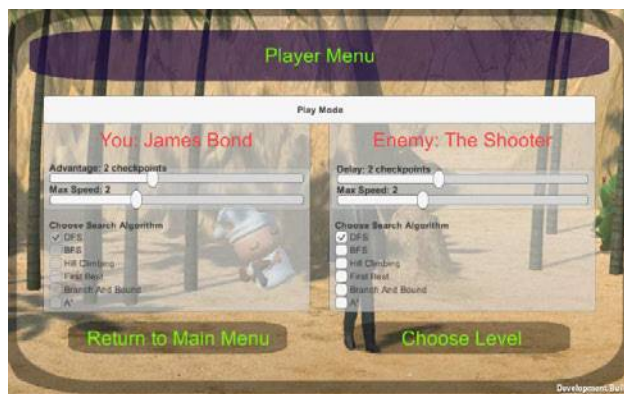 Player Menu
Play Mode
You: James Bond
Advantage: 2 checkpoints
Max Speed: 2
Choose Search Algorithm
DFS
BFS
Hill Climbing
First Best
Branch And Bound
A*
Enemy: The Shooter
Delay: 2 checkpoints
Max Speed: 2
Choose Search Algorithm
DFS
BFS
Hill Climbing
First Best
Branch And Bound
A*
Return to Main Menu
Choose Level
Development Buil